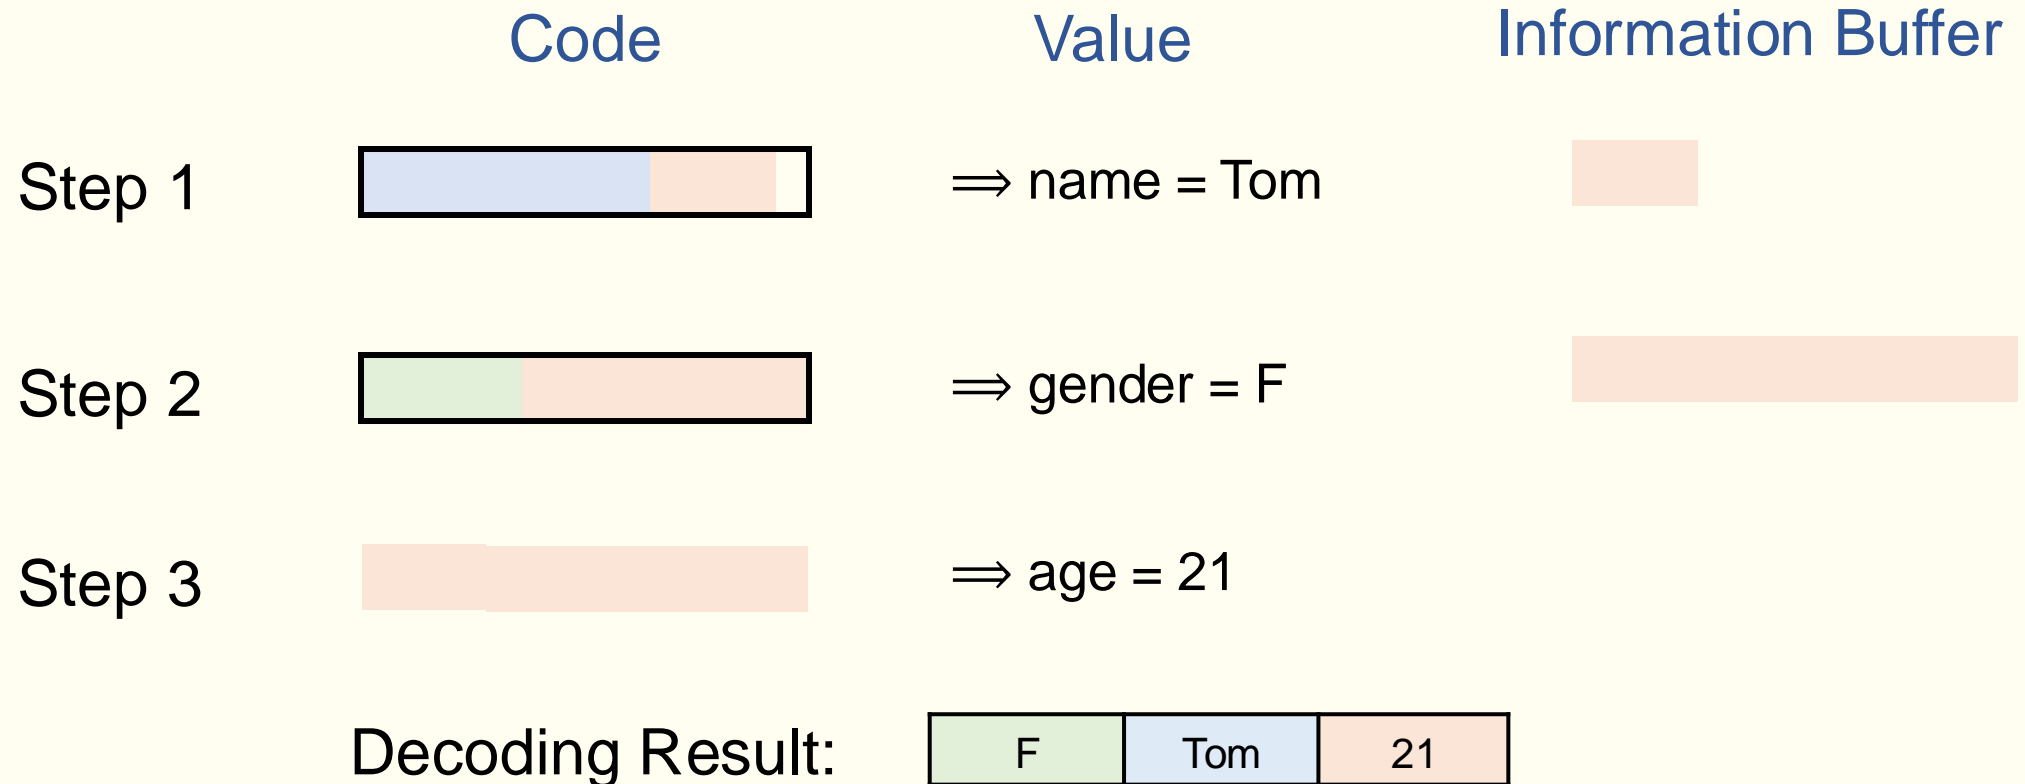 Code Value Information Buffer
Step 1 ⟹ name = Tom
Step 2 ⟹ gender = F
Step 3 ⟹ age = 21
Decoding Result: F Tom 21